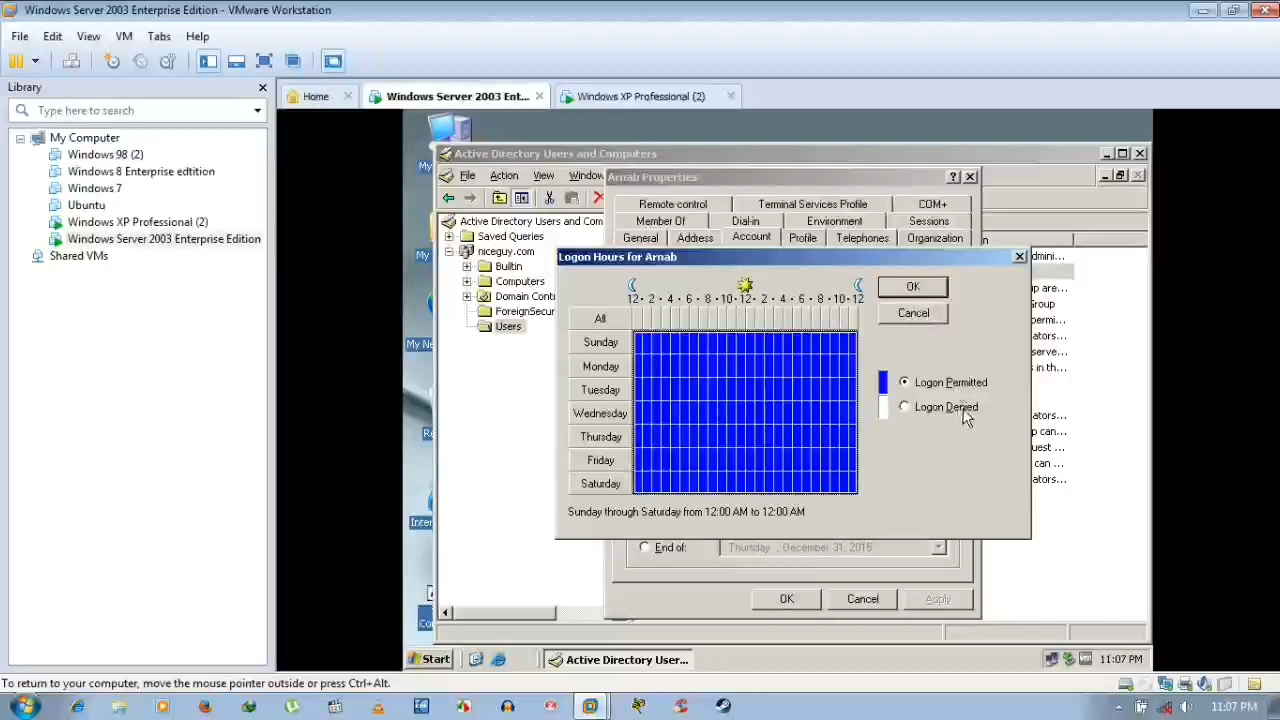 Windows Server 2003 Enterprise Edition - VMware Workstation
File Edit View VM Tabs Help
Library
Type here to search
My Computer
Windows 98 (2)
Windows 8 Enterprise edtition
Windows 7
Ubuntu
Windows XP Professional (2)
Windows Server 2003 Enterprise Edition
Shared VMs
Home
Windows Server 2003 Ent...
Windows XP Professional (2)
Active Directory Users and Computers
File Action View Window
Active Directory Users and Com
Saved Queries
niceguy.com
Builtin
Computers
Domain Contr
ForeignSecur
Users
Arnab Properties
Remote control Terminal Services Profile COM+
Member Of Dial-in Environment Sessions
General Address Account Profile Telephones Organization
Logon Hours for Arnab
12 · 2 · 4 · 6 · 8 · 10 · 12 · 2 · 4 · 6 · 8 · 10 · 12
All
Sunday
Monday
Tuesday
Wednesday
Thursday
Friday
Saturday
Sunday through Saturday from 12:00 AM to 12:00 AM
OK
Cancel
Logon Permitted
Logon Denied
End of: Thursday , December 31, 2015
OK Cancel Apply
Start
Active Directory User...
11:07 PM
To return to your computer, move the mouse pointer outside or press Ctrl+Alt.
11:07 PM